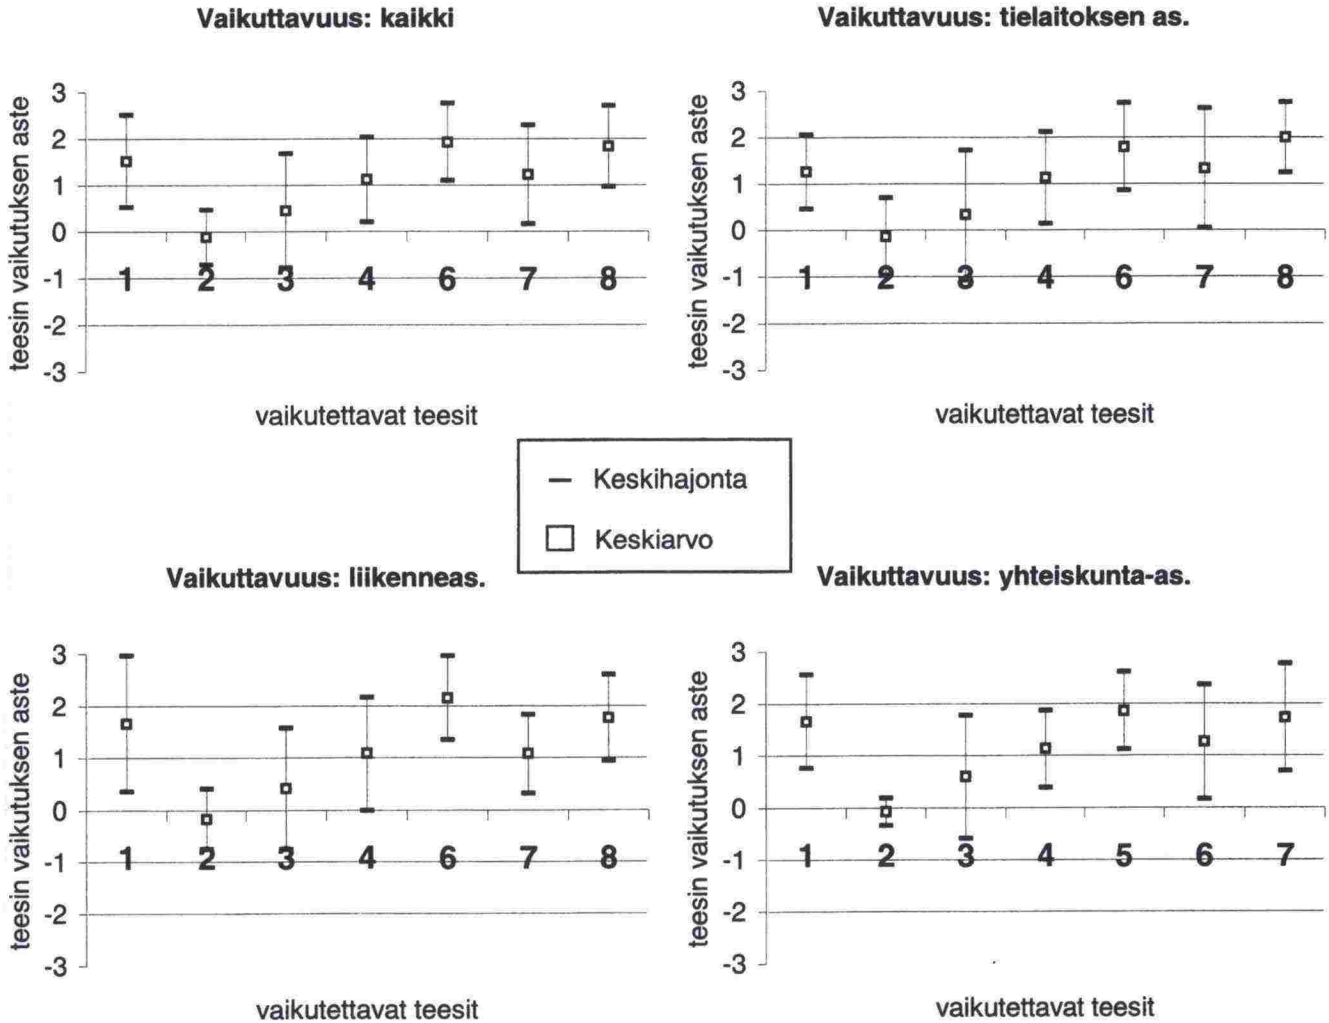 Vaikuttavuus: kaikki
teesin vaikutuksen aste
3
2
1
0
-1
-2
-3
1 2 3 4 6 7 8
vaikutettavat teesit
Vaikuttavuus: tielaitoksen as.
teesin vaikutuksen aste
3
2
1
0
-1
-2
-3
1 2 3 4 6 7 8
vaikutettavat teesit
Keskihajonta
Keskiarvo
Vaikuttavuus: liikenneas.
teesin vaikutuksen aste
3
2
1
0
-1
-2
-3
1 2 3 4 6 7 8
vaikutettavat teesit
Vaikuttavuus: yhteiskunta-as.
teesin vaikutuksen aste
3
2
1
0
-1
-2
-3
1 2 3 4 5 6 7
vaikutettavat teesit